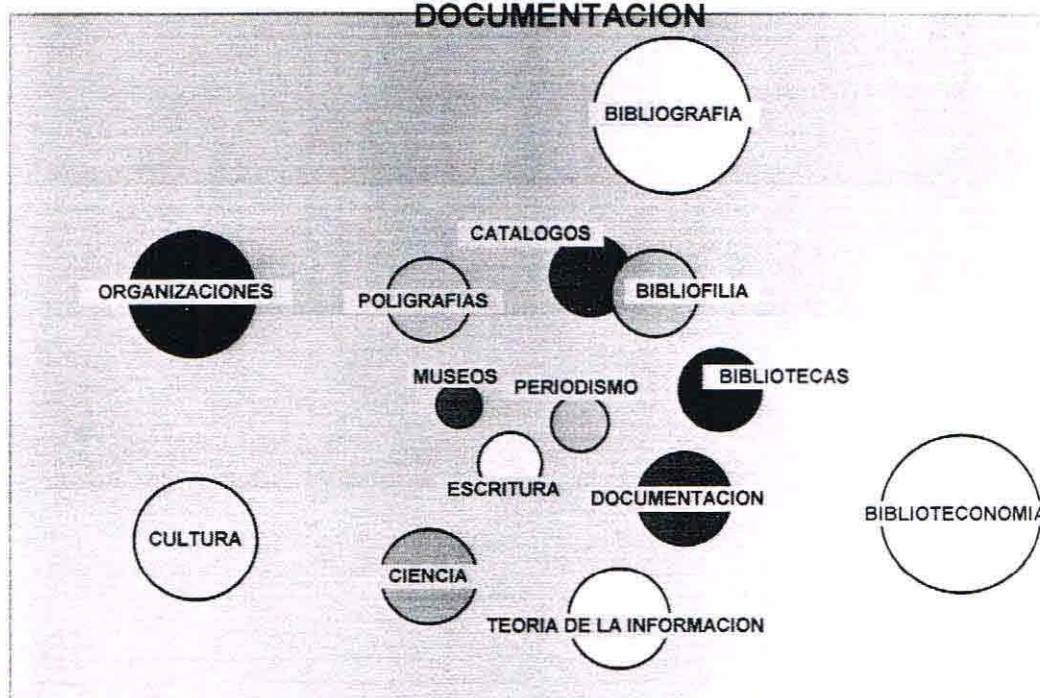 DOCUMENTACION
BIBLIOGRAFIA
CATALOGOS
ORGANIZACIONES
POLIGRAFIAS
BIBLIOFILIA
MUSEOS
PERIODISMO
BIBLIOTECAS
ESCRITURA
DOCUMENTACION
BIBLIOTECONOMIA
CULTURA
CIENCIA
TEORIA DE LA INFORMACION